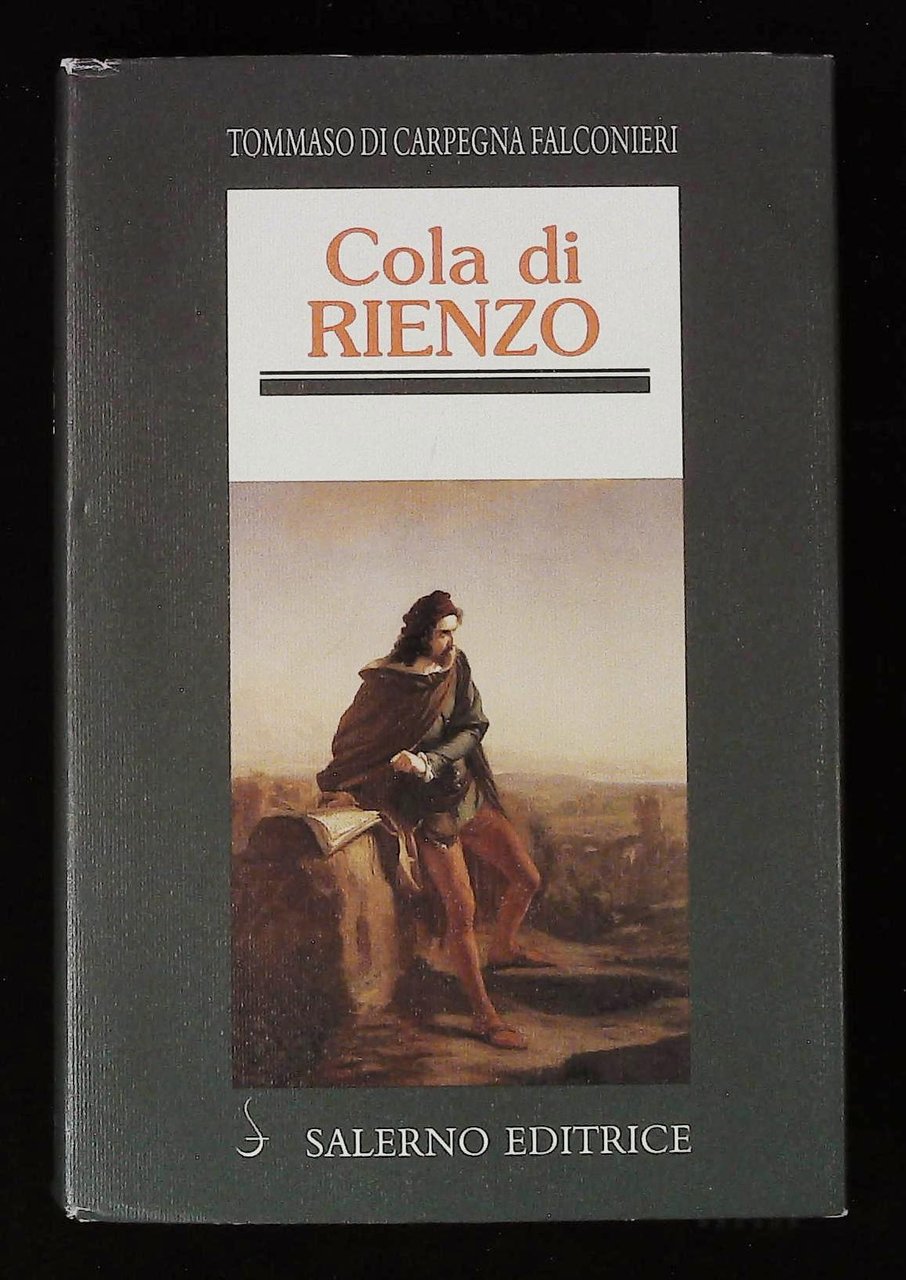 TOMMASO DI CARPEGNA FALCONIERI
Cola di
RIENZO
SALERNO EDITRICE